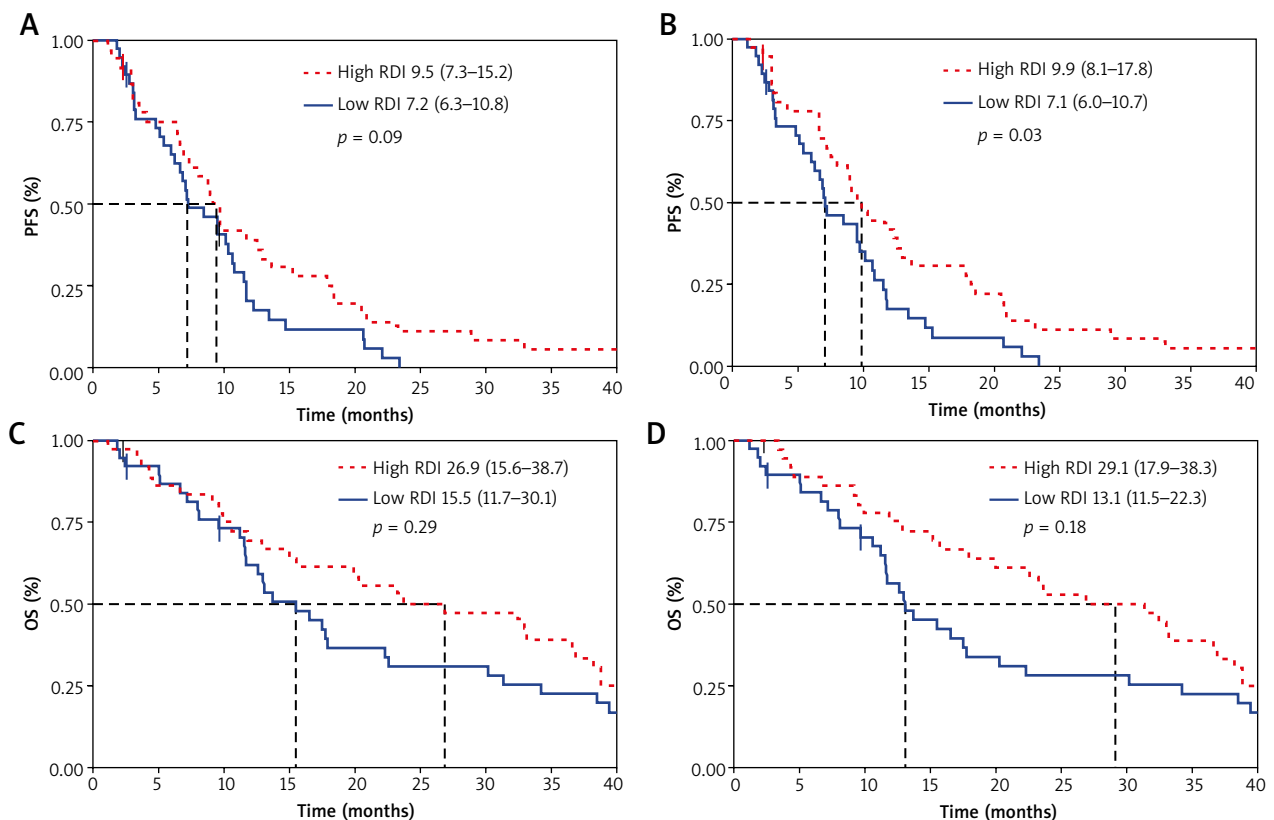 A
PFS (%)
1.00
0.75
0.50
0.25
0.00
High RDI 9.5 (7.3–15.2)
Low RDI 7.2 (6.3–10.8)
p = 0.09
0 5 10 15 20 25 30 35 40
Time (months)
B
PFS (%)
1.00
0.75
0.50
0.25
0.00
High RDI 9.9 (8.1–17.8)
Low RDI 7.1 (6.0–10.7)
p = 0.03
0 5 10 15 20 25 30 35 40
Time (months)
C
OS (%)
1.00
0.75
0.50
0.25
0.00
High RDI 26.9 (15.6–38.7)
Low RDI 15.5 (11.7–30.1)
p = 0.29
0 5 10 15 20 25 30 35 40
Time (months)
D
OS (%)
1.00
0.75
0.50
0.25
0.00
High RDI 29.1 (17.9–38.3)
Low RDI 13.1 (11.5–22.3)
p = 0.18
0 5 10 15 20 25 30 35 40
Time (months)